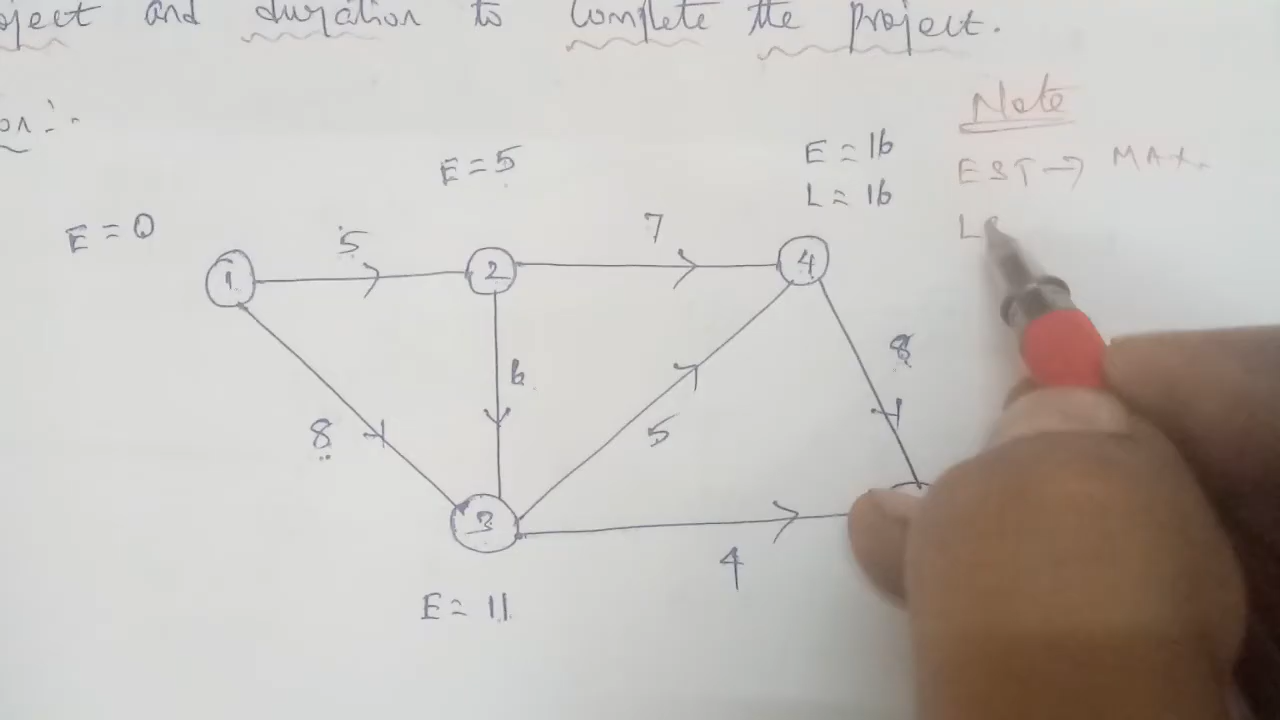 oject and duration to complete the project.
on:-
Note
E = 16
EST → MAX.
E = 5
L = 16
E = 0
L
5
7
1
2
4
8
6
8
5
3
4
E = 11